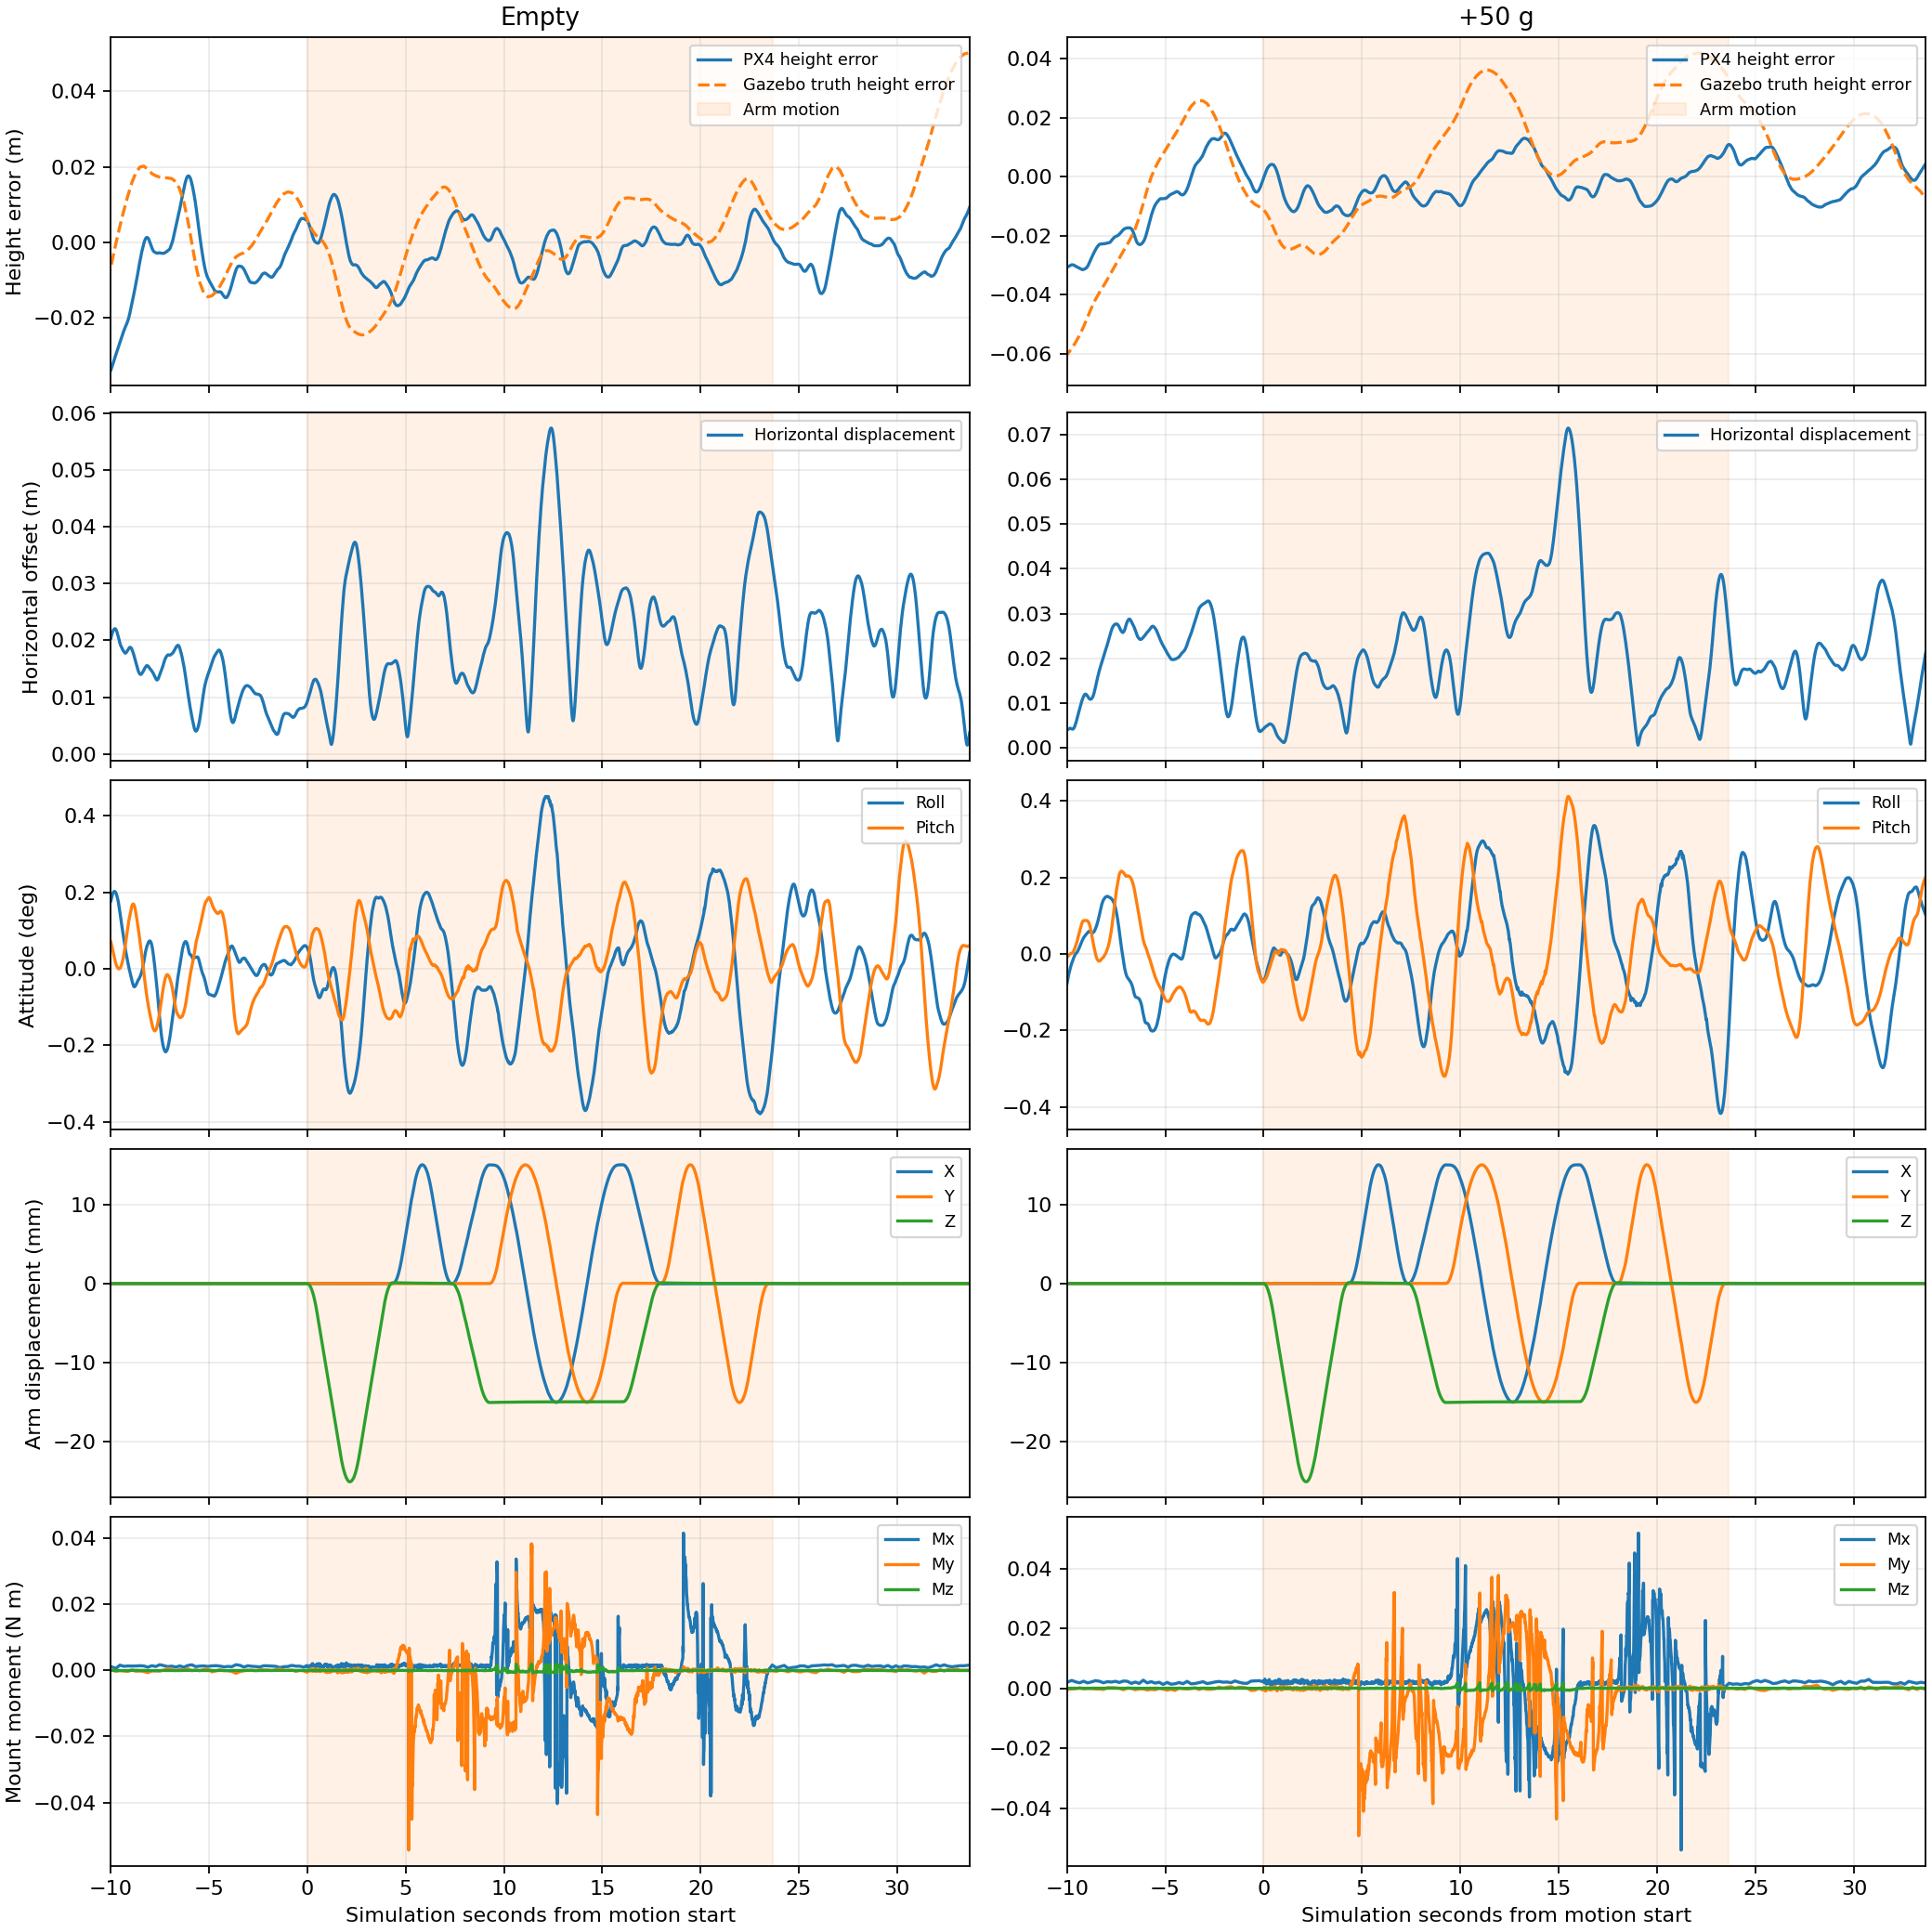 Empty
+50 g
Height error (m)
0.04
0.02
0.00
−0.02
PX4 height error
Gazebo truth height error
Arm motion
0.04
0.02
0.00
−0.02
−0.04
−0.06
PX4 height error
Gazebo truth height error
Arm motion
Horizontal offset (m)
0.06
0.05
0.04
0.03
0.02
0.01
0.00
Horizontal displacement
0.07
0.06
0.05
0.04
0.03
0.02
0.01
0.00
Horizontal displacement
Attitude (deg)
0.4
0.2
0.0
−0.2
−0.4
Roll
Pitch
0.4
0.2
0.0
−0.2
−0.4
Roll
Pitch
Arm displacement (mm)
10
0
−10
−20
X
Y
Z
10
0
−10
−20
X
Y
Z
Mount moment (N m)
0.04
0.02
0.00
−0.02
−0.04
Mx
My
Mz
0.04
0.02
0.00
−0.02
−0.04
Mx
My
Mz
−10 −5 0 5 10 15 20 25 30
Simulation seconds from motion start
−10 −5 0 5 10 15 20 25 30
Simulation seconds from motion start